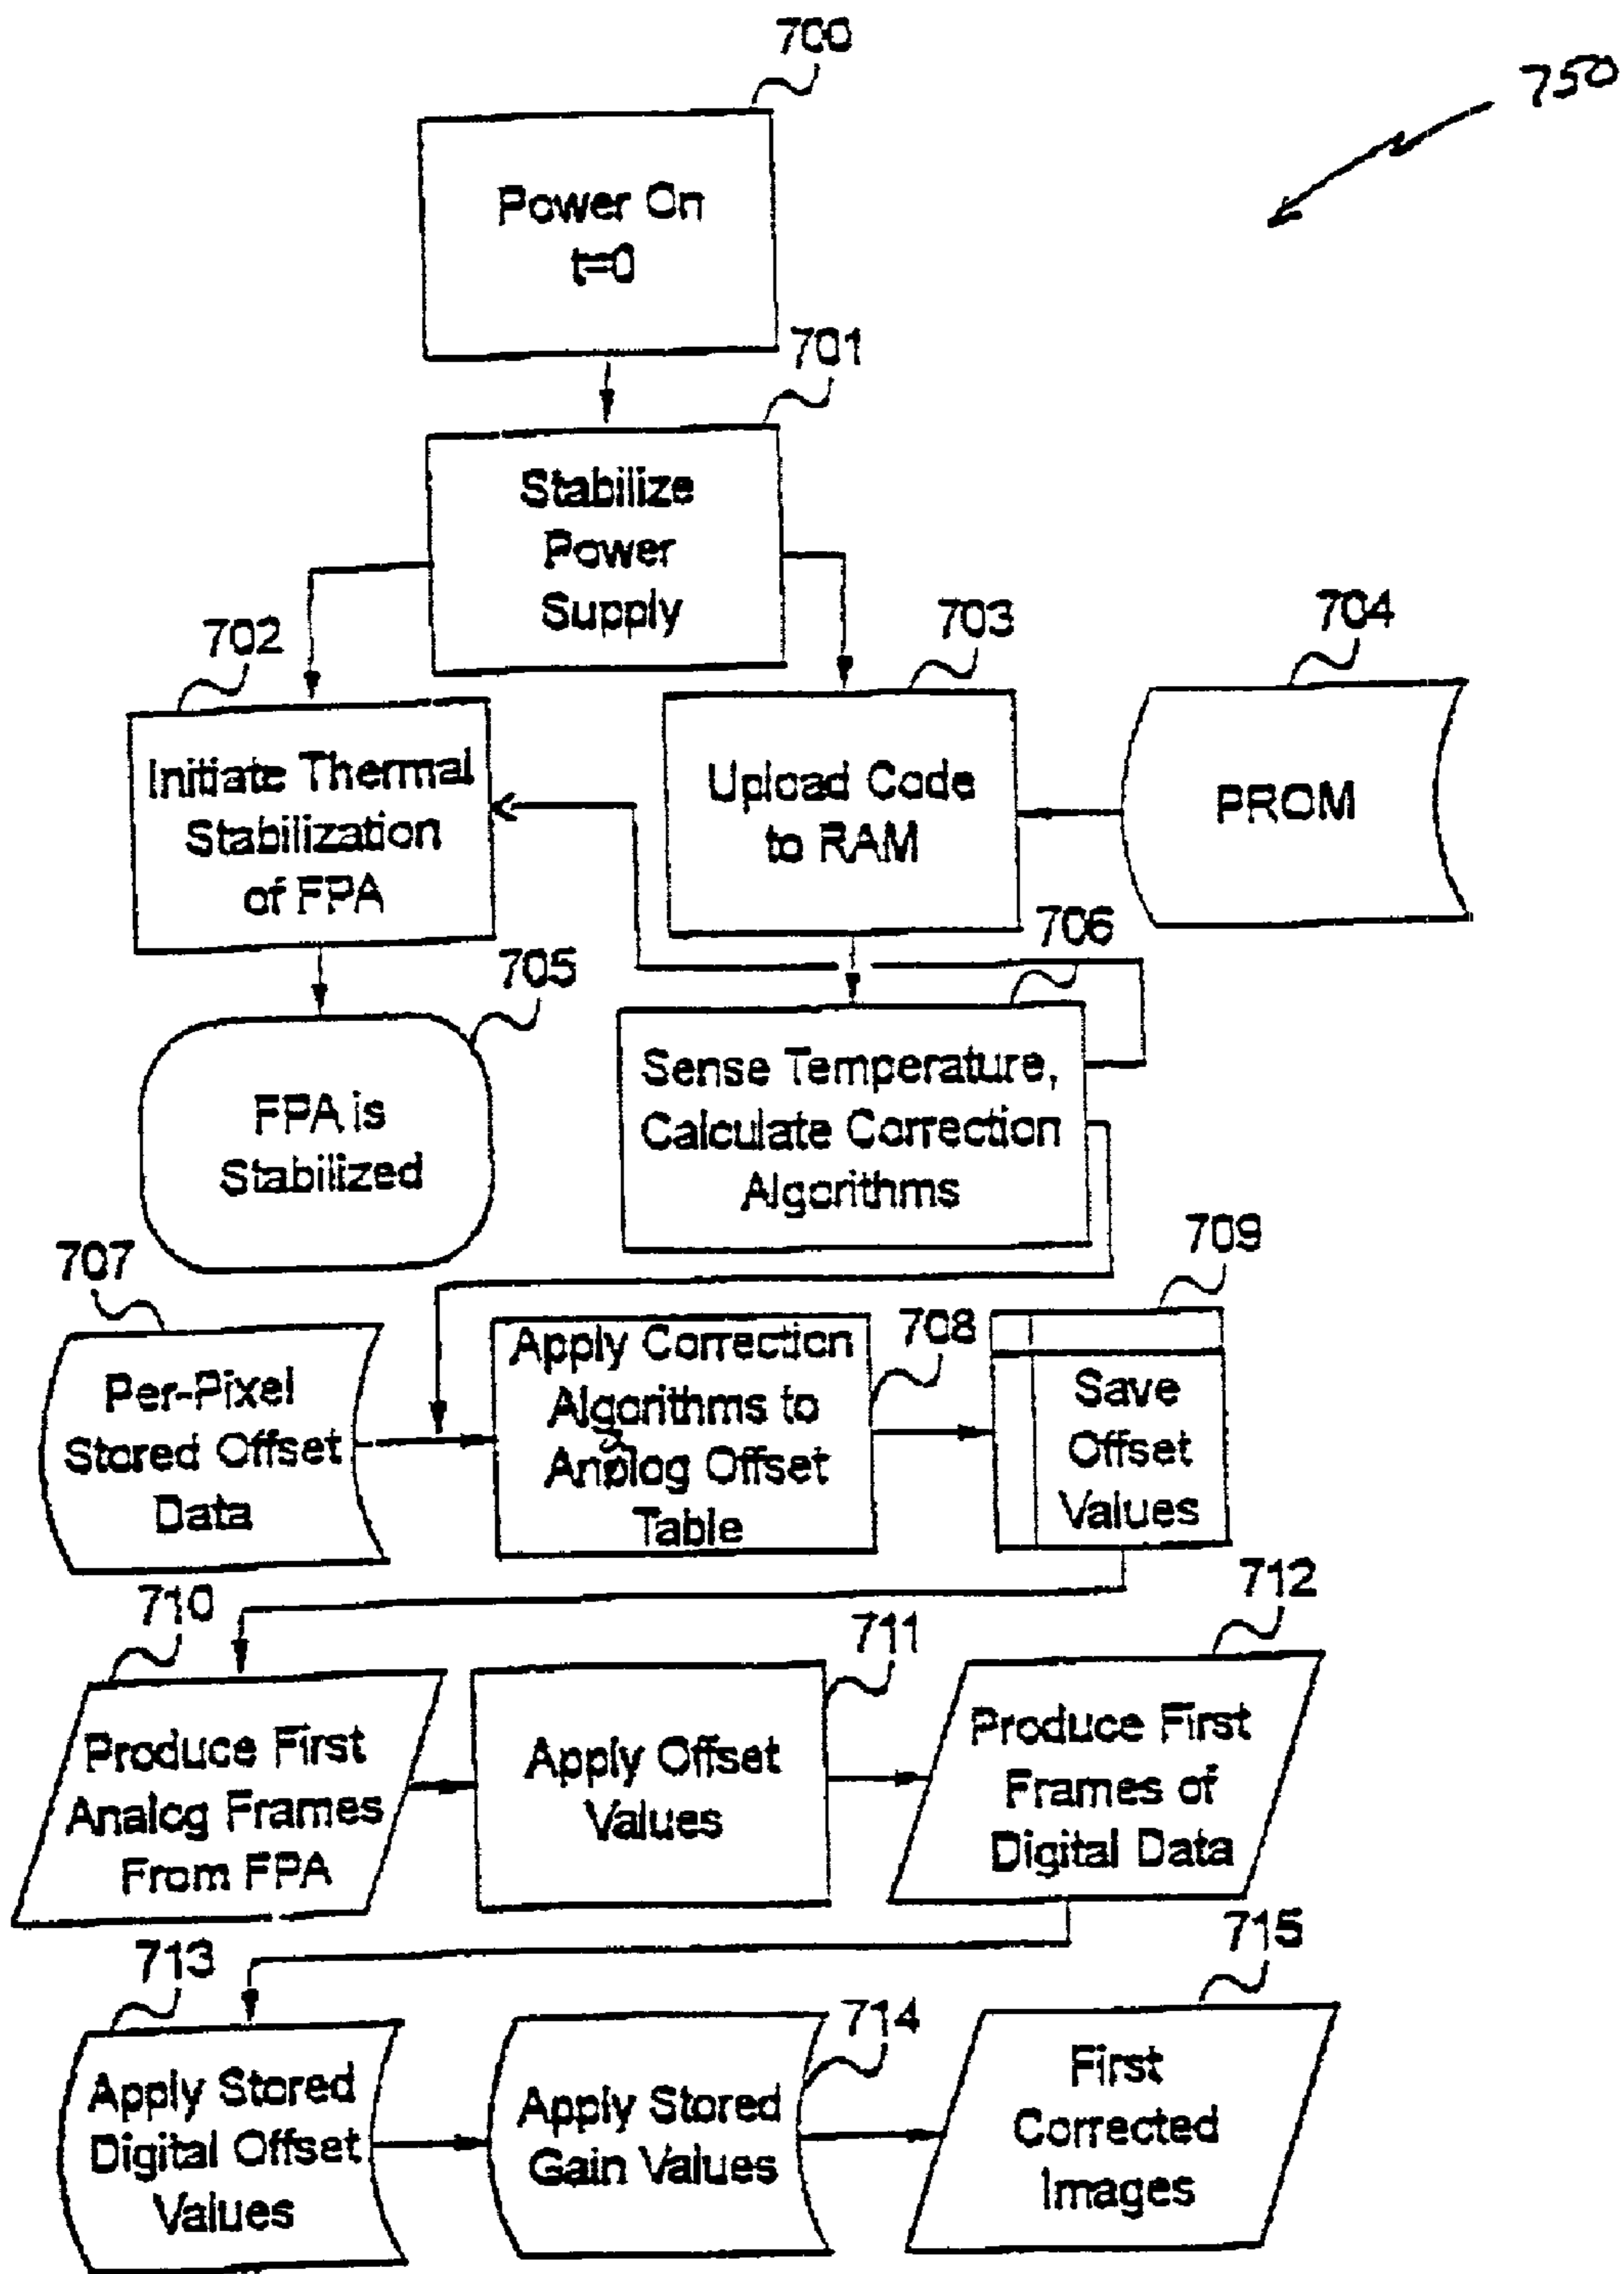 700
750
Power On
t=0
701
Stabilize
Power
Supply
702
703
704
Initiate Thermal
Stabilization
of FPA
Upload Code
to RAM
PROM
705
706
FPA is
Stabilized
Sense Temperature,
Calculate Correction
Algorithms
707
708
709
Per-Pixel
Stored Offset
Data
Apply Correction
Algorithms to
Analog Offset
Table
Save
Offset
Values
710
711
712
Produce First
Analog Frames
From FPA
Apply Offset
Values
Produce First
Frames of
Digital Data
713
714
715
Apply Stored
Digital Offset
Values
Apply Stored
Gain Values
First
Corrected
Images